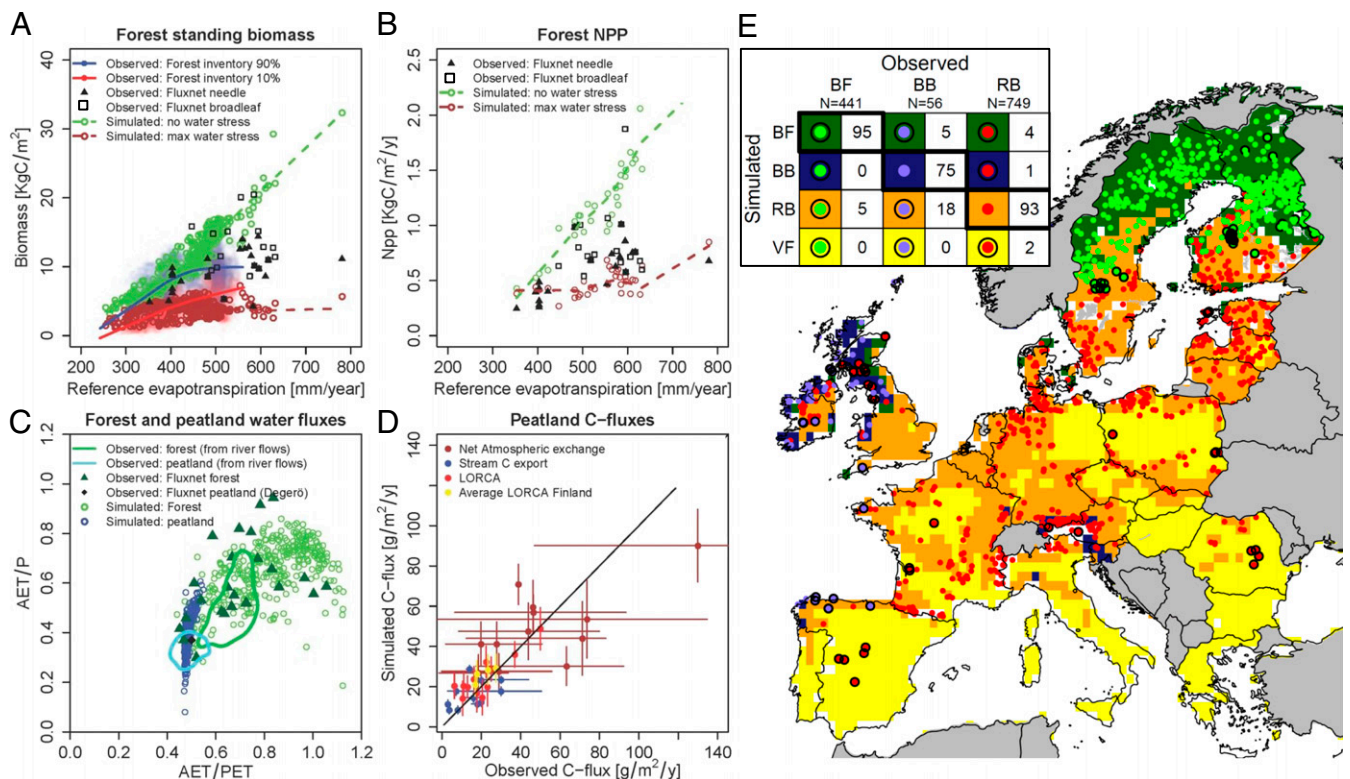 A
Forest standing biomass
Biomass [KgC/m²]
40
30
20
10
0
Observed: Forest inventory 90%
Observed: Forest inventory 10%
Observed: Fluxnet needle
Observed: Fluxnet broadleaf
Simulated: no water stress
Simulated: max water stress
200 300 400 500 600 700 800
Reference evapotranspiration [mm/year]
B
Forest NPP
Npp [KgC/m²/y]
2.5
2.0
1.5
1.0
0.5
0.0
Observed: Fluxnet needle
Observed: Fluxnet broadleaf
Simulated: no water stress
Simulated: max water stress
200 300 400 500 600 700 800
Reference evapotranspiration [mm/year]
C
Forest and peatland water fluxes
AET/P
1.2
1.0
0.8
0.6
0.4
0.2
0.0
Observed: forest (from river flows)
Observed: peatland (from river flows)
Observed: Fluxnet forest
Observed: Fluxnet peatland (Degerö)
Simulated: Forest
Simulated: peatland
0.0 0.2 0.4 0.6 0.8 1.0 1.2
AET/PET
D
Peatland C−fluxes
Simulated C−flux [g/m²/y]
140
120
100
80
60
40
20
0
Net Atmospheric exchange
Stream C export
LORCA
Average LORCA Finland
0 20 40 60 80 100 140
Observed C−flux [g/m²/y]
E
Observed
BF BB RB
N=441 N=56 N=749
Simulated
BF 95 5 4
BB 0 75 1
RB 5 18 93
VF 0 0 2